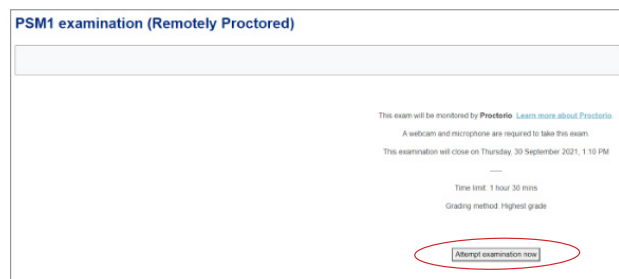 PSM1 examination (Remotely Proctored)
This exam will be monitored by Proctorio. Learn more about Proctorio
A webcam and microphone are required to take this exam.
This examination will close on Thursday, 30 September 2021, 1:10 PM
Time limit: 1 hour 30 mins
Grading method: Highest grade
Attempt examination now